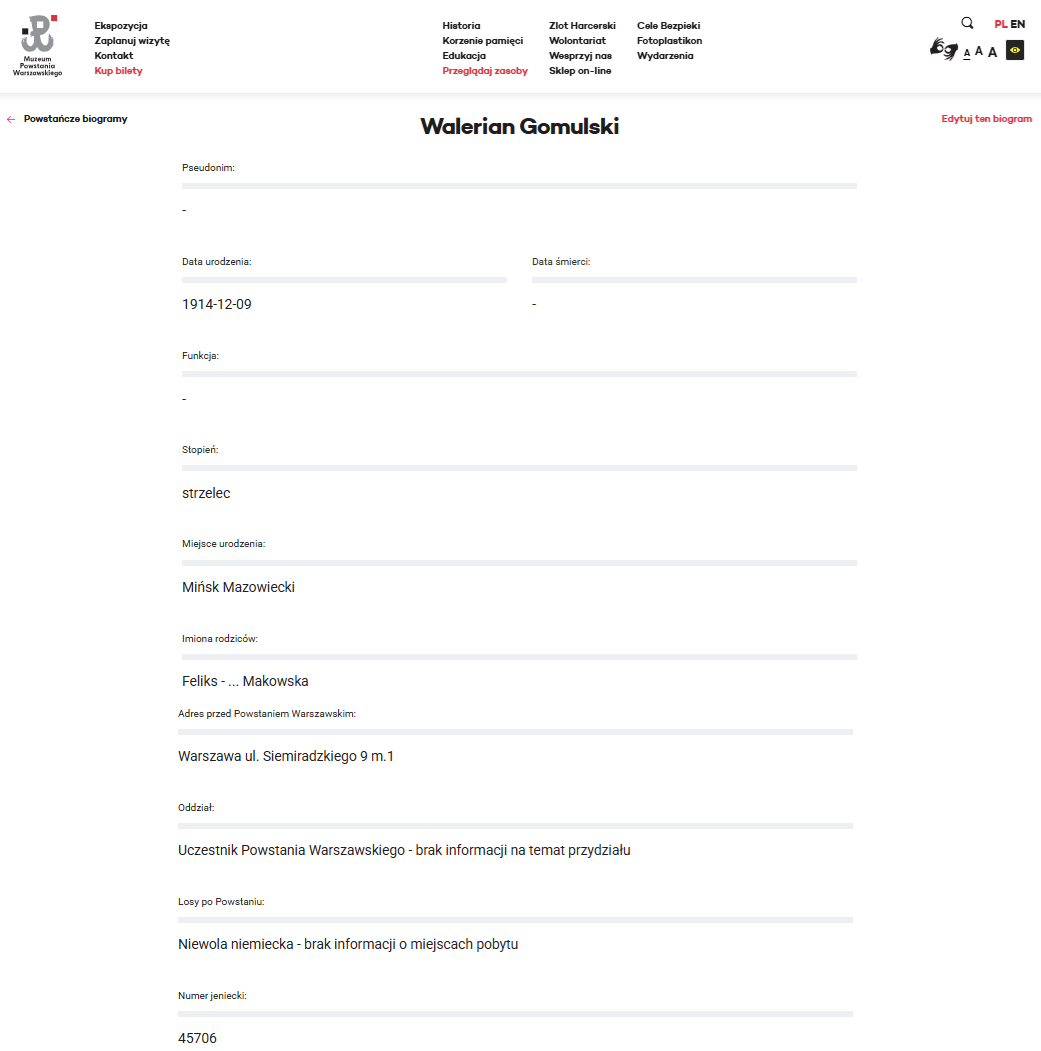 Muzeum
Powstania
Warszawskiego
Ekspozycja
Zaplanuj wizytę
Kontakt
Kup bilety
Historia
Korzenie pamięci
Edukacja
Przeglądaj zasoby
Zlot Harcerski
Wolontariat
Wesprzyj nas
Sklep on-line
Cele Bezpieki
Fotoplastikon
Wydarzenia
PL EN
A A A
← Powstańcze biogramy
Walerian Gomulski
Edytuj ten biogram
Pseudonim:
-
Data urodzenia:
1914-12-09
Data śmierci:
-
Funkcja:
-
Stopień:
strzelec
Miejsce urodzenia:
Mińsk Mazowiecki
Imiona rodziców:
Feliks - ... Makowska
Adres przed Powstaniem Warszawskim:
Warszawa ul. Siemiradzkiego 9 m.1
Oddział:
Uczestnik Powstania Warszawskiego - brak informacji na temat przydziału
Losy po Powstaniu:
Niewola niemiecka - brak informacji o miejscach pobytu
Numer jeniecki:
45706